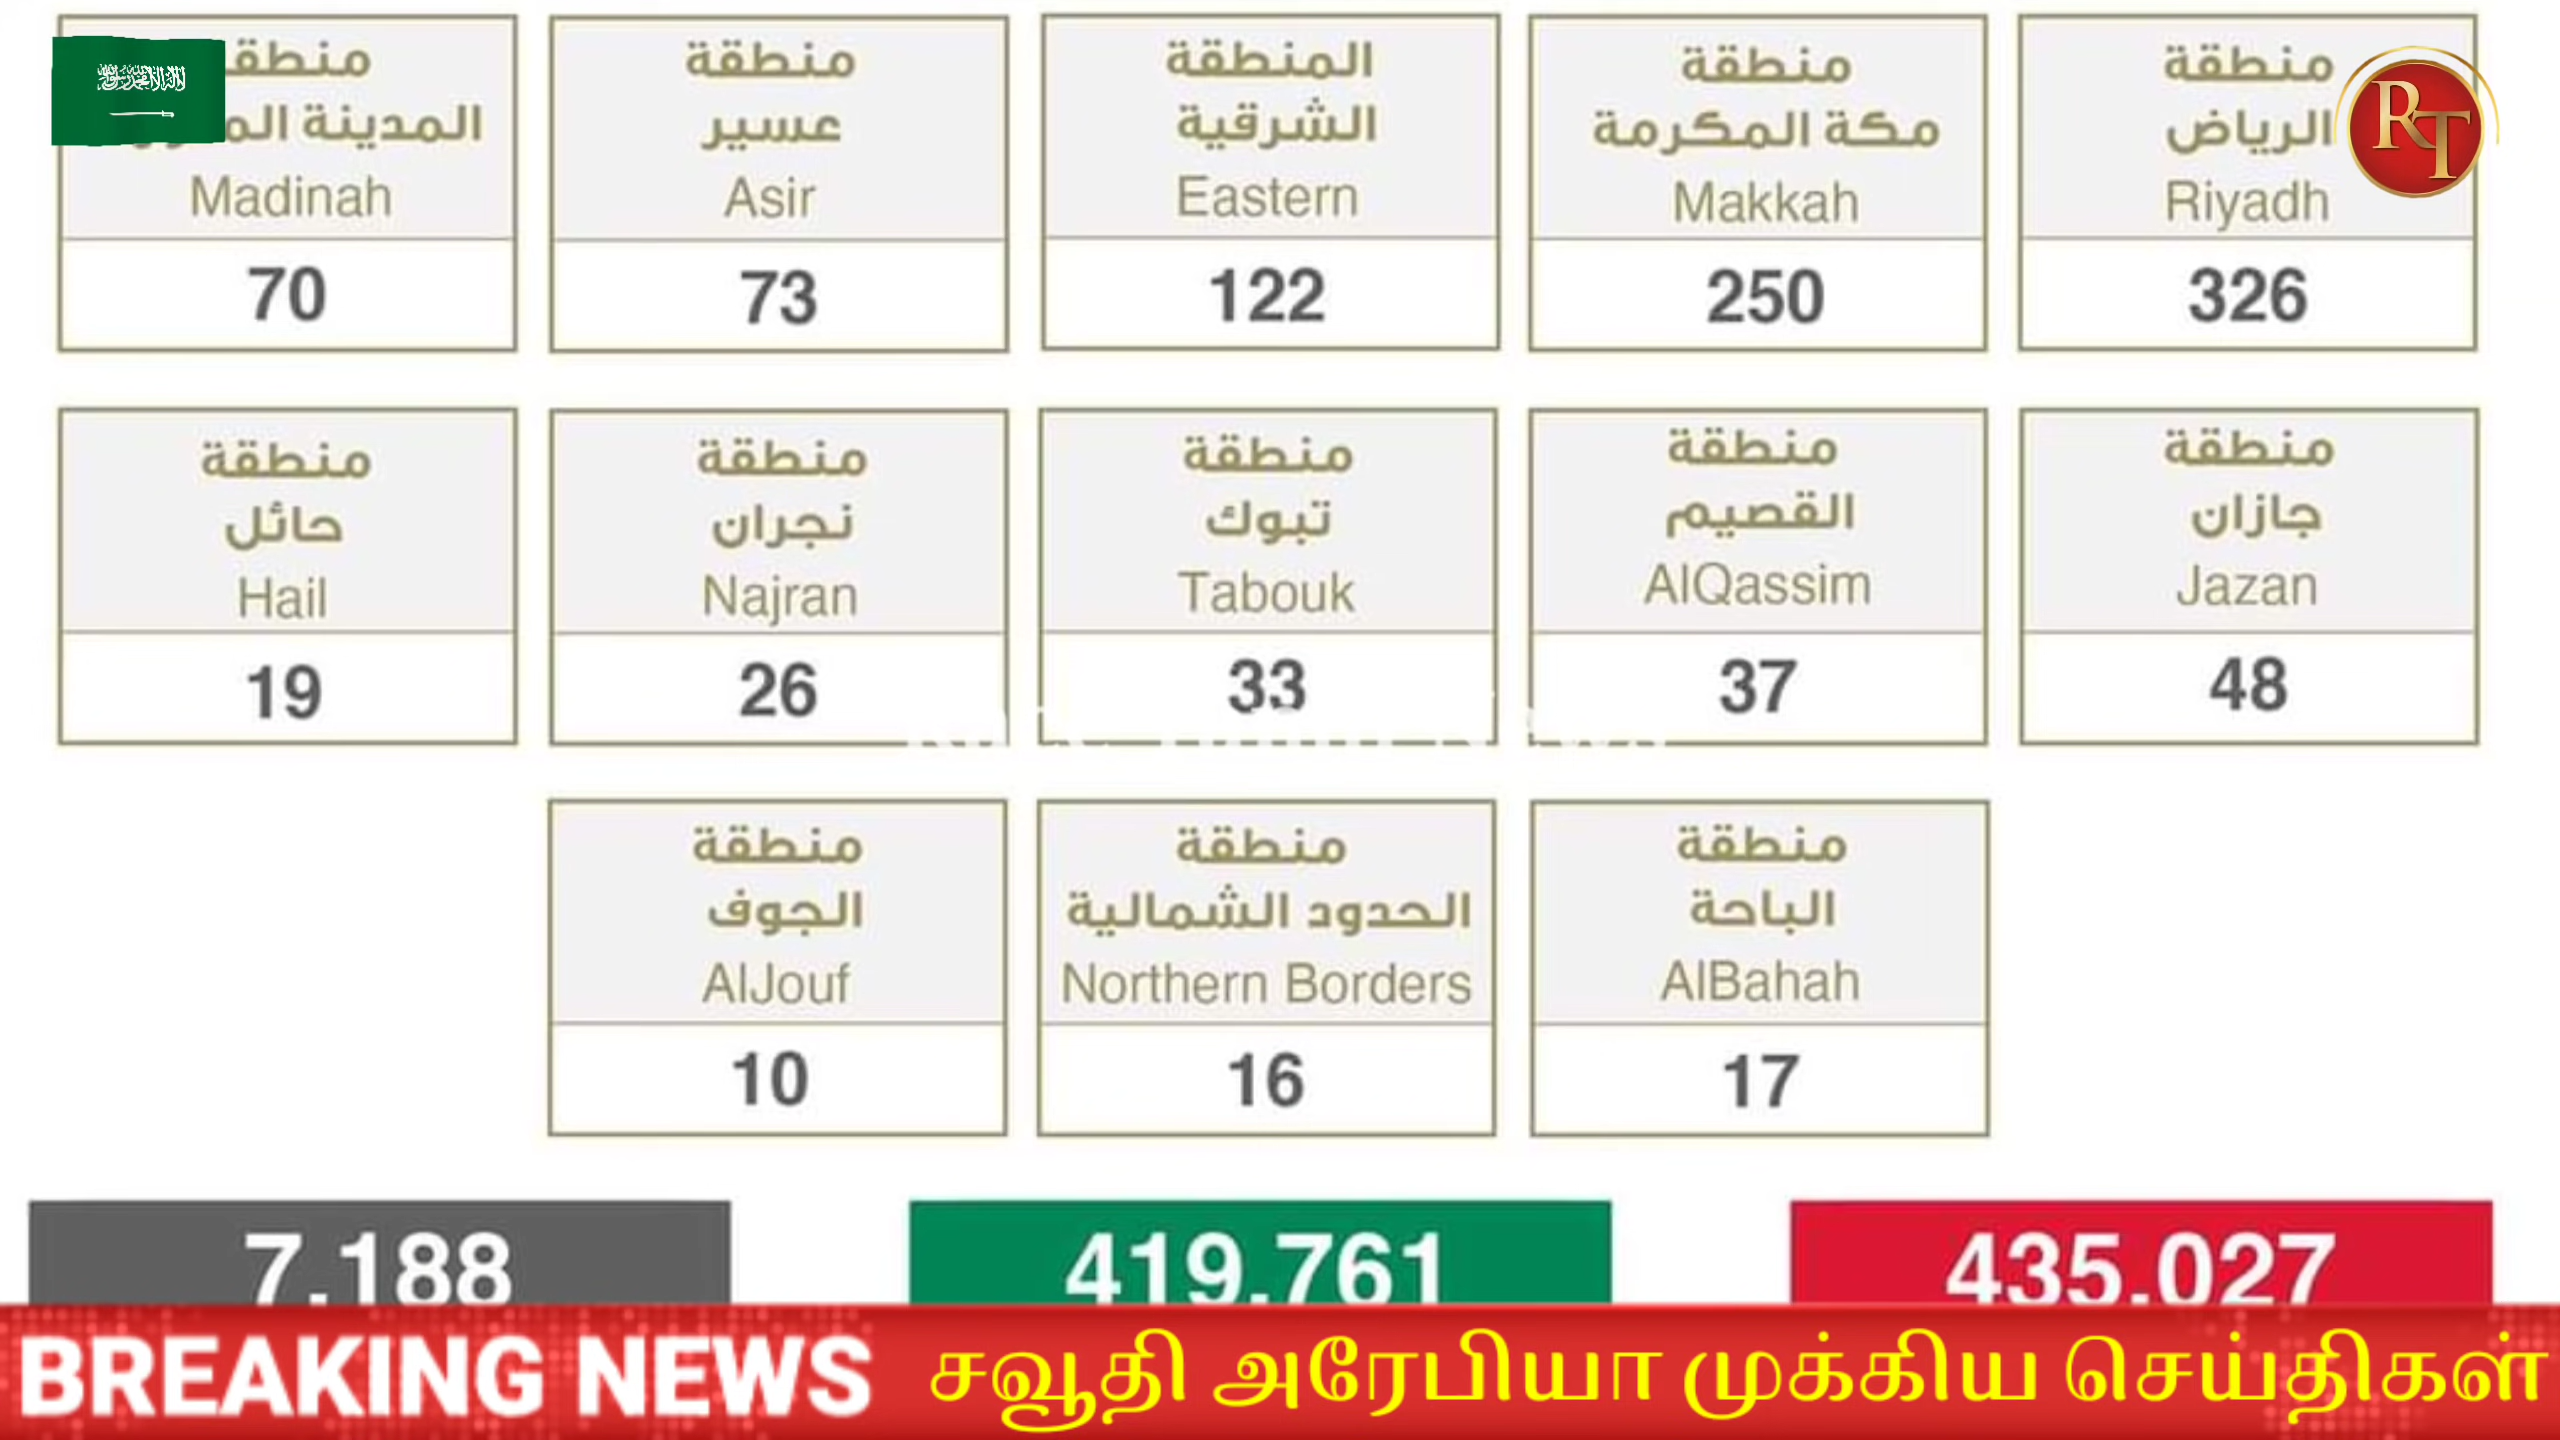 منطقة
الرياض
Riyadh
326
منطقة
مكة المكرمة
Makkah
250
المنطقة
الشرقية
Eastern
122
منطقة
عسير
Asir
73
المدينة
Madinah
70
RT
منطقة
جازان
Jazan
48
منطقة
القصيم
AlQassim
37
منطقة
تبوك
Tabouk
33
منطقة
نجران
Najran
26
منطقة
حائل
Hail
19
منطقة
الباحة
AlBahah
17
منطقة
الحدود الشمالية
Northern Borders
16
منطقة
الجوف
AlJouf
10
435,027
419,761
7,188
BREAKING NEWS சவூதி அரேபியா முக்கிய செய்திகள்